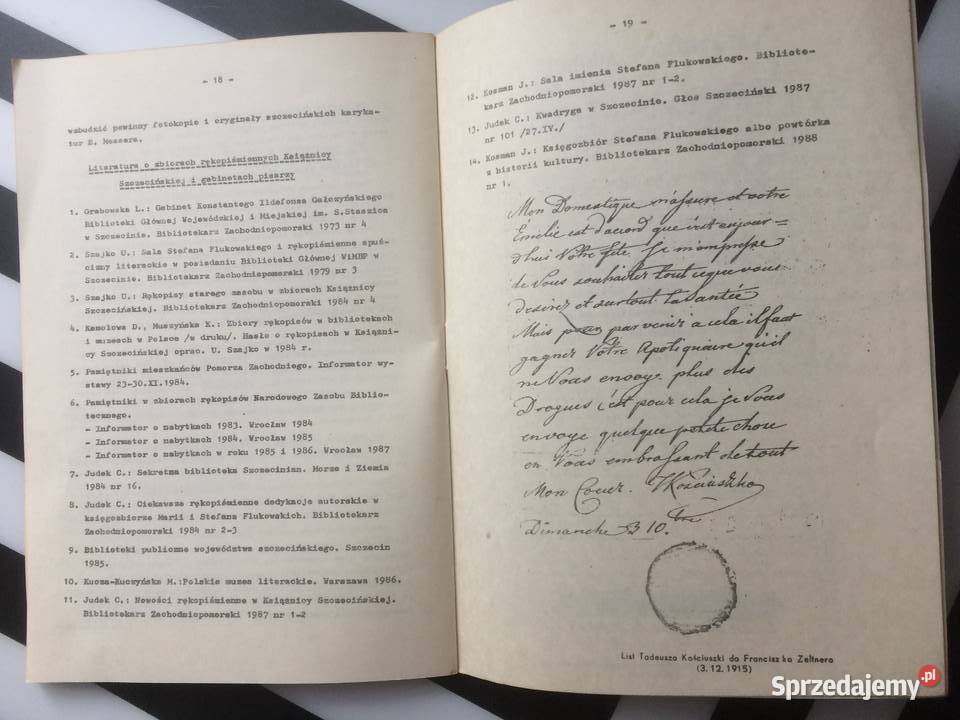 - 18 -
wzbudzić powinny fotokopie i oryginały szczecińskich karyka-
tur E. Messera.
Literatura o zbiorach rękopiśmiennych Książnicy
Szczecińskiej i gabinetach pisarzy
1. Grabowska L.: Gabinet Konstantego Ildefonsa Gałczyńskiego
Biblioteki Głównej Wojewódzkiej i Miejskiej im. S.Staszica
w Szczecinie. Bibliotekarz Zachodniopomorski 1973 nr 4
2. Szajko U.: Sala Stefana Flukowskiego i rękopiśmienne spuś-
cizny literackie w posiadaniu Biblioteki Głównej WiMBP w
Szczecinie. Bibliotekarz Zachodniopomorski 1979 nr 3
3. Szajko U.: Rękopisy starego zasobu w zbiorach Książnicy
Szczecińskiej. Bibliotekarz Zachodniopomorski 1984 nr 4
4. Kamolowa D., Muszyńska K.: Zbiory rękopisów w bibliotekach
i muzeach w Polsce /w druku/. Hasło o rękopisach w Książni-
cy Szczecińskiej oprac. U. Szajko w 1984 r.
5. Pamiętniki mieszkańców Pomorza Zachodniego. Informator wy-
stawy 23-30.XI.1984.
6. Pamiętniki w zbiorach rękopisów Narodowego Zasobu Biblio-
tecznego.
- Informator o nabytkach 1983. Wrocław 1984
- Informator o nabytkach 1984. Wrocław 1985
- Informator o nabytkach w roku 1985 i 1986. Wrocław 1987
7. Judek C.: Sekretna biblioteka Szczecinian. Morze i Ziemia
1984 nr 16.
8. Judek C.: Ciekawsze rękopiśmienne dedykacje autorskie w
księgozbiorze Marii i Stefana Flukowskich. Bibliotekarz
Zachodniopomorski 1984 nr 2-3
9. Biblioteki publiczne województwa szczecińskiego. Szczecin
1985.
10. Kucza-Kuczyńska M.:Polskie muzea literackie. Warszawa 1986.
11. Judek C.: Nowości rękopiśmienne w Książnicy Szczecińskiej.
Bibliotekarz Zachodniopomorski 1987 nr 1-2
- 19 -
12. Kosman J.: Sala imienia Stefana Flukowskiego. Bibliote-
karz Zachodniopomorski 1987 nr 1-2.
13. Judek C.: Kwadryga w Szczecinie. Głos Szczeciński 1987
nr 101 /27.IV./
14. Kosman J.: Księgozbiór Stefana Flukowskiego albo powtórka
z historii kultury. Bibliotekarz Zachodniopomorski 1988
nr 1.
Mon Domestique m'assure et votre
Émelie est d'accord que c'est aujour=
d'hui Votre fête. Je m'empresse
de Vous souhaiter tout ce que vous
desirez et surtout la santée
Mais pour parvenir a cela il faut
gagner Votre Apotiquaire qu'il
ne Vous envoye plus des
Drogues c'est pour cela je Vous
envoye quelque petite chose
en Vous embrassant de tout
Mon Coeur. TKościuszko
Dimanche 3 10.bre
List Tadeusza Kościuszki do Franciszka Zeltnera
(3.12.1915)
Sprzedajemy.pl